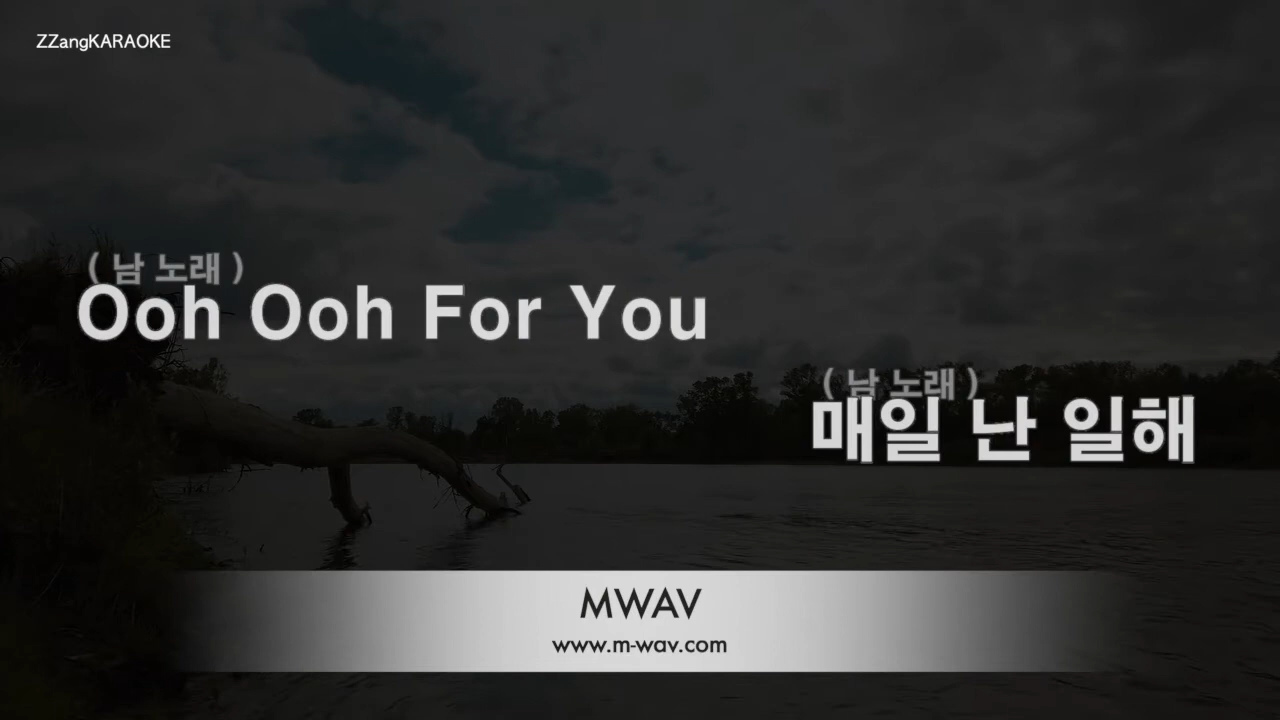 ZZangKARAOKE
( 남 노래 )
Ooh Ooh For You
( 남 노래 )
매일 난 일해
MWAV
www.m-wav.com